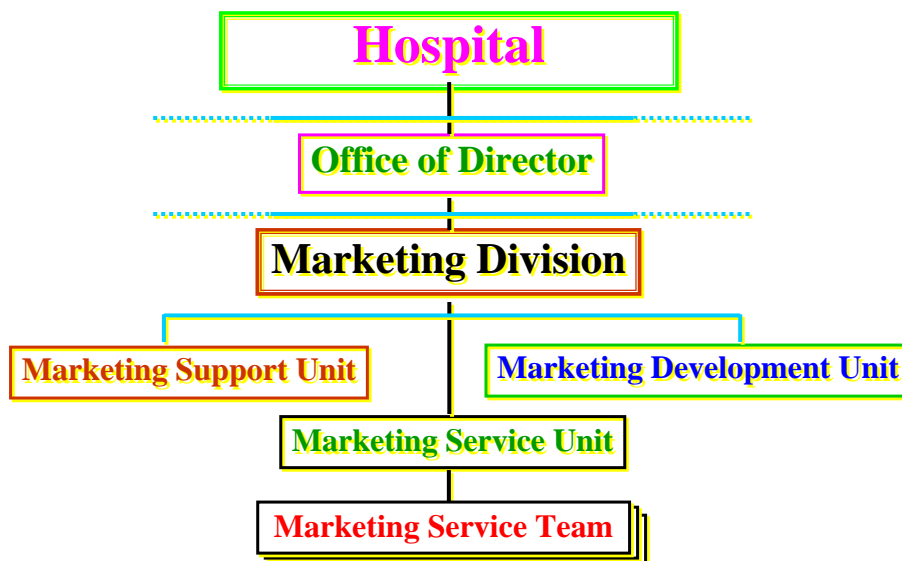 Hospital
Office of Director
Marketing Division
Marketing Support Unit
Marketing Development Unit
Marketing Service Unit
Marketing Service Team